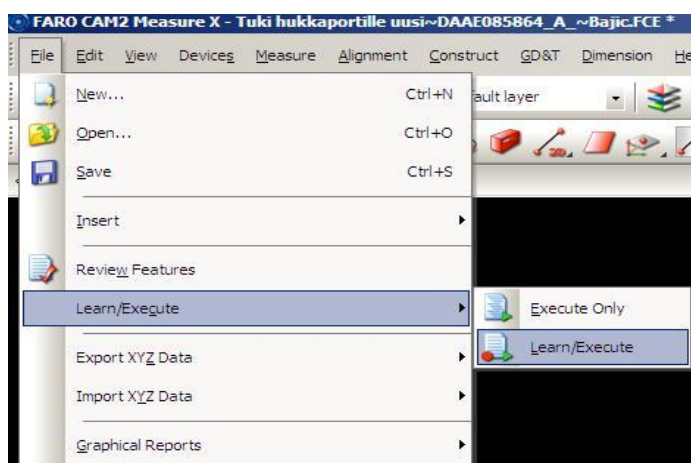 FARO CAM2 Measure X - Tuki hukkaportille uusi~DAAE085864_A_~Bajic.FCE *
File Edit View Devices Measure Alignment Construct GD&T Dimension He
New... Ctrl+N
ault layer
Open... Ctrl+O
Save Ctrl+S
Insert
Review Features
Learn/Execute
Execute Only
Learn/Execute
Export XYZ Data
Import XYZ Data
Graphical Reports